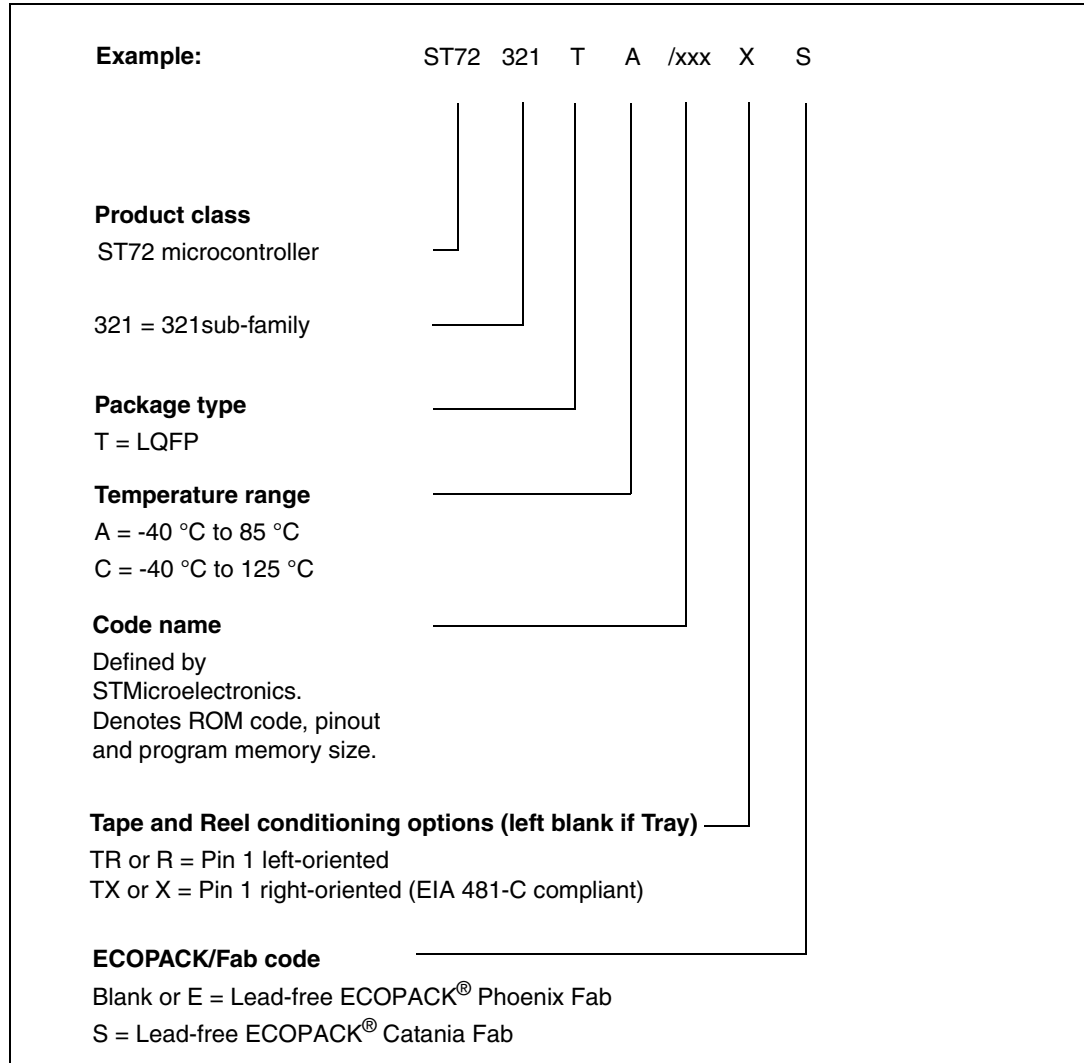 Example: ST72 321 T A /xxx X S
Product class
ST72 microcontroller
321 = 321sub-family
Package type
T = LQFP
Temperature range
A = -40 °C to 85 °C
C = -40 °C to 125 °C
Code name
Defined by
STMicroelectronics.
Denotes ROM code, pinout
and program memory size.
Tape and Reel conditioning options (left blank if Tray)
TR or R = Pin 1 left-oriented
TX or X = Pin 1 right-oriented (EIA 481-C compliant)
ECOPACK/Fab code
Blank or E = Lead-free ECOPACK® Phoenix Fab
S = Lead-free ECOPACK® Catania Fab